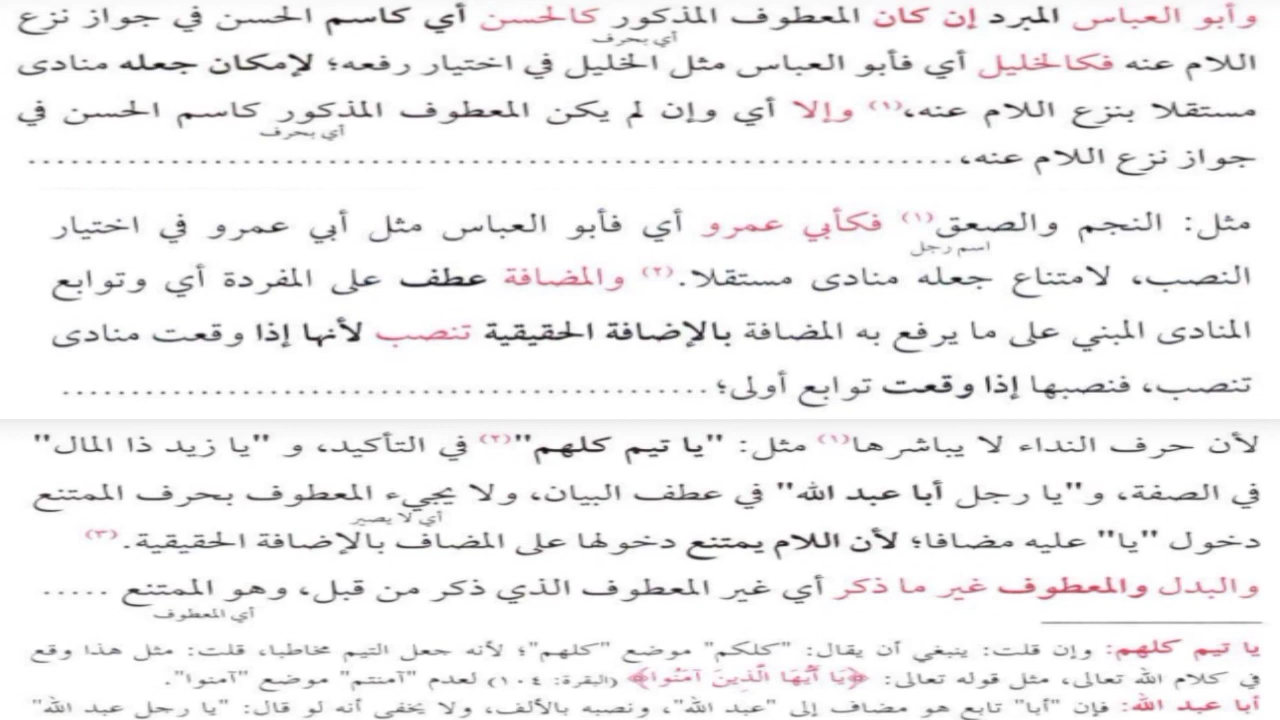 وأبو العباس المبرد إن كان المعطوف المذكور كالحسن أي كاسم الحسن في جواز نزع
أي بحرف
اللام عنه فكالخليل أي فأبو العباس مثل الخليل في اختيار رفعه؛ لإمكان جعله منادى
مستقلا بنزع اللام عنه،(١) وإلا أي وإن لم يكن المعطوف المذكور كاسم الحسن في
أي بحرف
جواز نزع اللام عنه،......................................................
مثل: النجم والصعق(١) فكأبي عمرو أي فأبو العباس مثل أبي عمرو في اختيار
اسم رجل
النصب، لامتناع جعله منادى مستقلا.(٢) والمضافة عطف على المفردة أي وتوابع
المنادى المبني على ما يرفع به المضافة بالإضافة الحقيقية تنصب لأنها إذا وقعت منادى
تنصب، فنصبها إذا وقعت توابع أولى؛......................................
لأن حرف النداء لا يباشرها(١) مثل: "يا تيم كلهم"(٢) في التأكيد، و "يا زيد ذا المال"
في الصفة، و"يا رجل أبا عبد الله" في عطف البيان، ولا يجيء المعطوف بحرف الممتنع
أي لا يصير
دخول "يا" عليه مضافا؛ لأن اللام يمتنع دخولها على المضاف بالإضافة الحقيقية.(٣)
والبدل والمعطوف غير ما ذكر أي غير المعطوف الذي ذكر من قبل، وهو الممتنع .....
أي المعطوف
يا تيم كلهم: وإن قلت: ينبغي أن يقال: "كلكم" موضع "كلهم"؛ لأنه جعل التيم مخاطبا، قلت: مثل هذا وقع
في كلام الله تعالى، مثل قوله تعالى: ﴿يَا أَيُّهَا الَّذِينَ آمَنُوا﴾ (البقرة: ١٠٤) لعدم "آمنتم" موضع "آمنوا".
أبا عبد الله: فإن "أبا" تابع هو مضاف إلى "عبد الله"، ونصبه بالألف، ولا يخفى أنه لو قال: "يا رجل عبد الله"